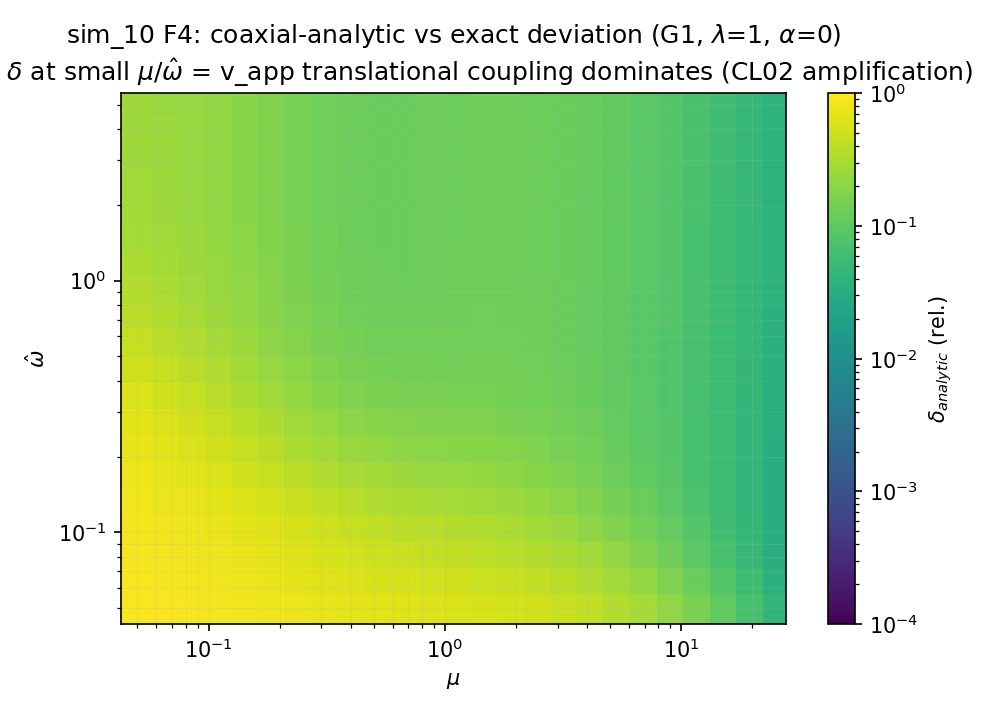 sim_10 F4: coaxial-analytic vs exact deviation (G1, λ=1, α=0)
δ at small μ/ω̂ = v_app translational coupling dominates (CL02 amplification)
10⁰
10⁻¹
ω̂
10⁻¹
10⁰
10¹
μ
10⁰
10⁻¹
10⁻²
10⁻³
10⁻⁴
δ_analytic (rel.)